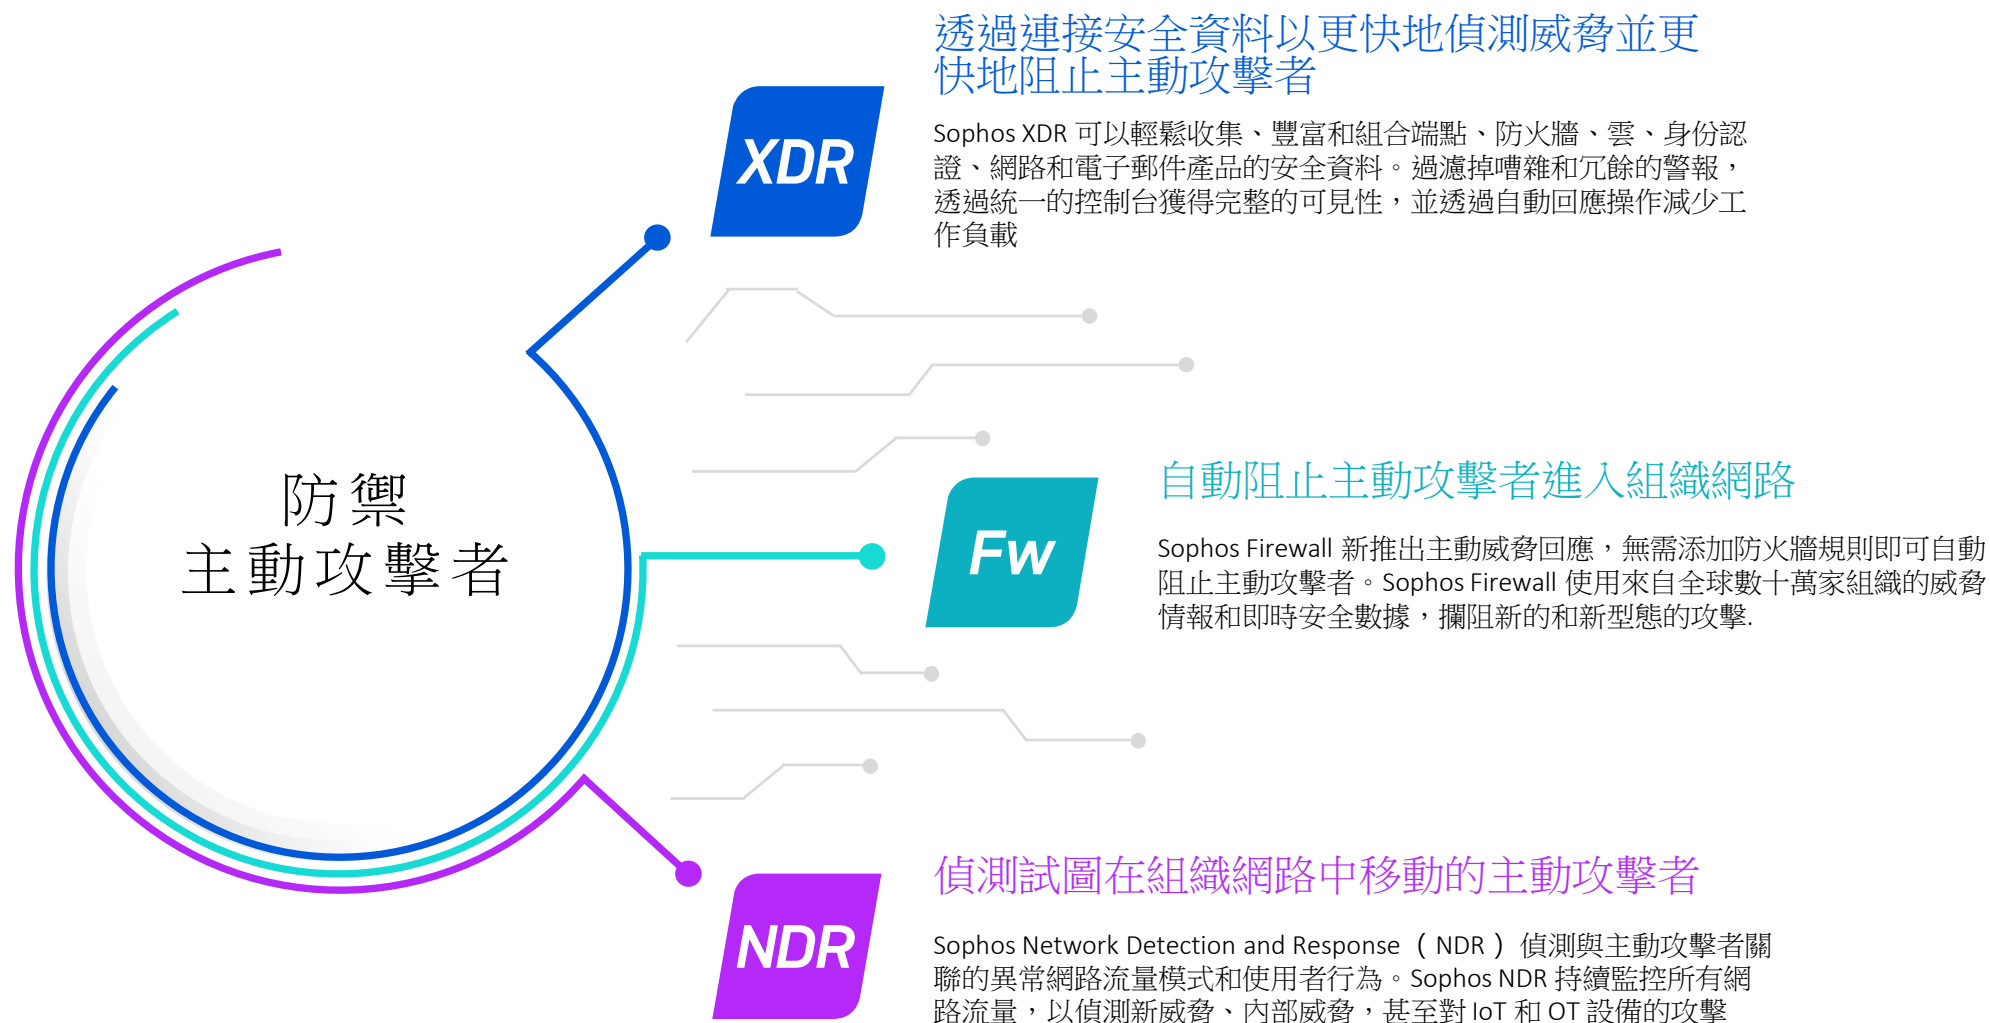 透過連接安全資料以更快地偵測威脅並更
快地阻止主動攻擊者
XDR
Sophos XDR 可以輕鬆收集、豐富和組合端點、防火牆、雲、身份認
證、網路和電子郵件產品的安全資料。過濾掉嘈雜和冗餘的警報，
透過統一的控制台獲得完整的可見性，並透過自動回應操作減少工
作負載
防禦
主動攻擊者
自動阻止主動攻擊者進入組織網路
Fw
Sophos Firewall 新推出主動威脅回應，無需添加防火牆規則即可自動
阻止主動攻擊者。Sophos Firewall 使用來自全球數十萬家組織的威脅
情報和即時安全數據，攔阻新的和新型態的攻擊.
偵測試圖在組織網路中移動的主動攻擊者
NDR
Sophos Network Detection and Response（NDR）偵測與主動攻擊者關
聯的異常網路流量模式和使用者行為。Sophos NDR 持續監控所有網
路流量，以偵測新威脅、內部威脅，甚至對 IoT 和 OT 設備的攻擊